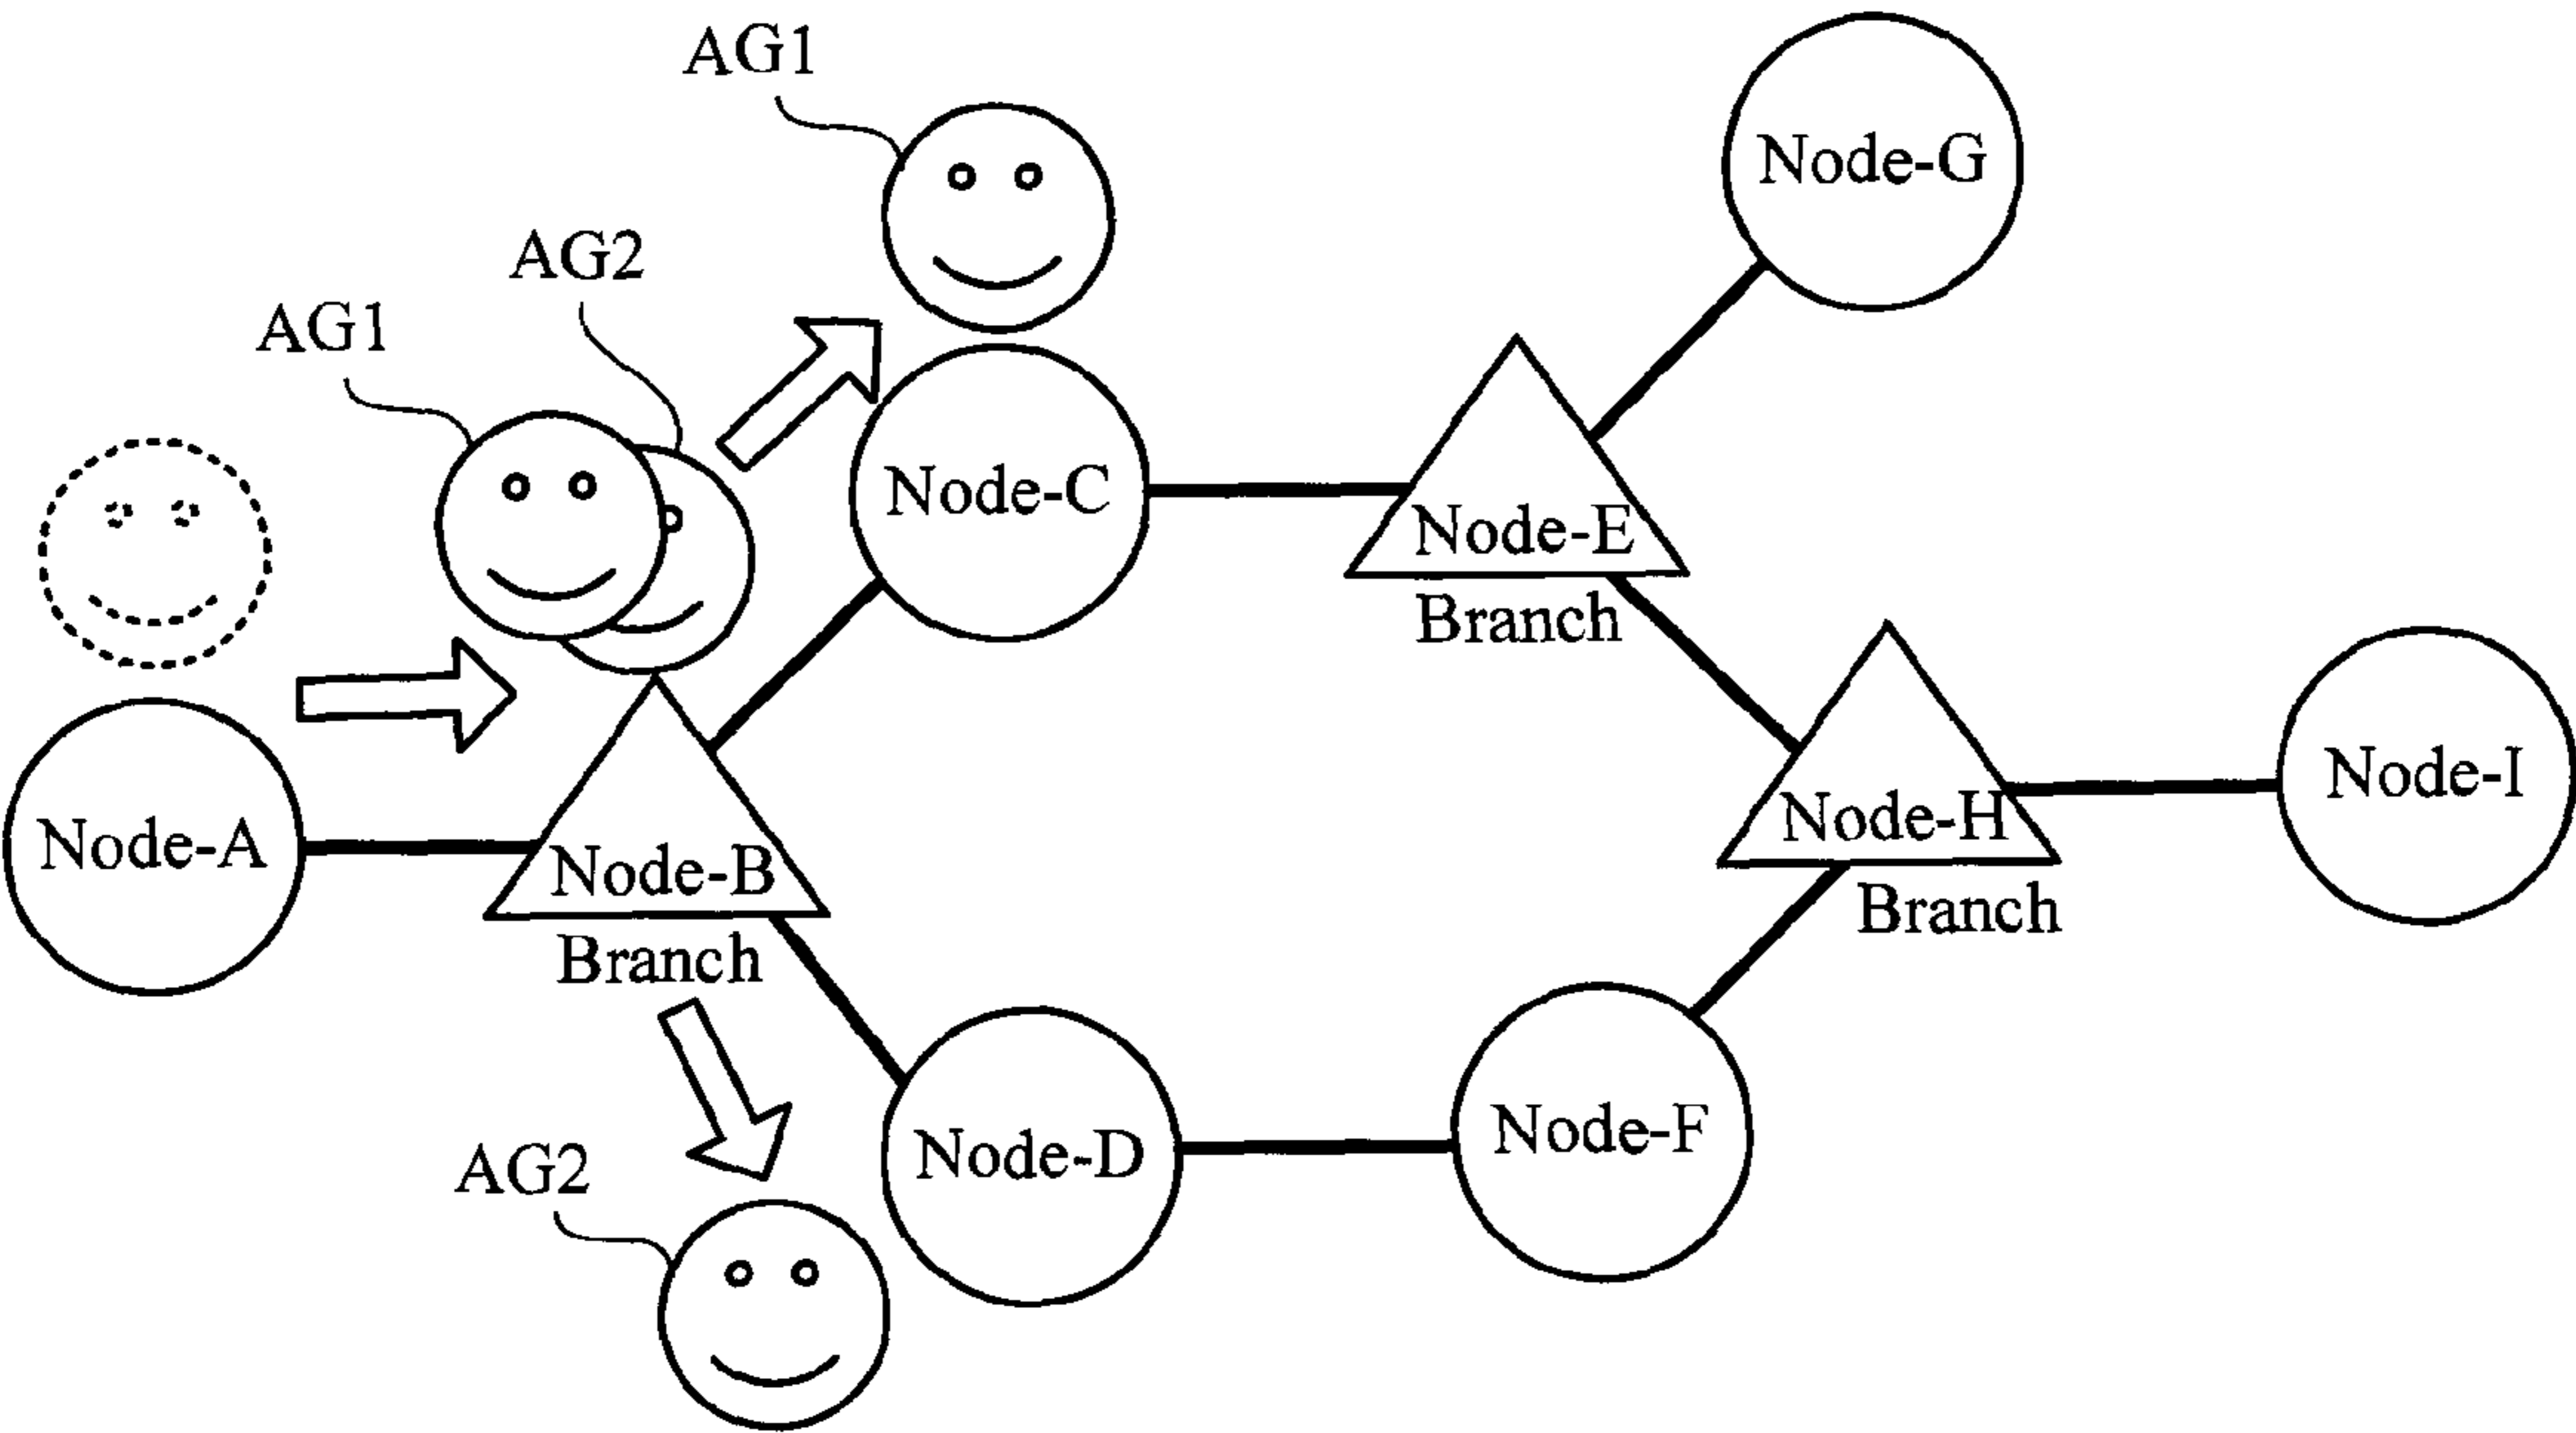 AG1
Node-G
AG2
AG1
Node-C
Node-E
Branch
Node-I
Node-H
Node-A
Node-B
Branch
Branch
Node-F
Node-D
AG2